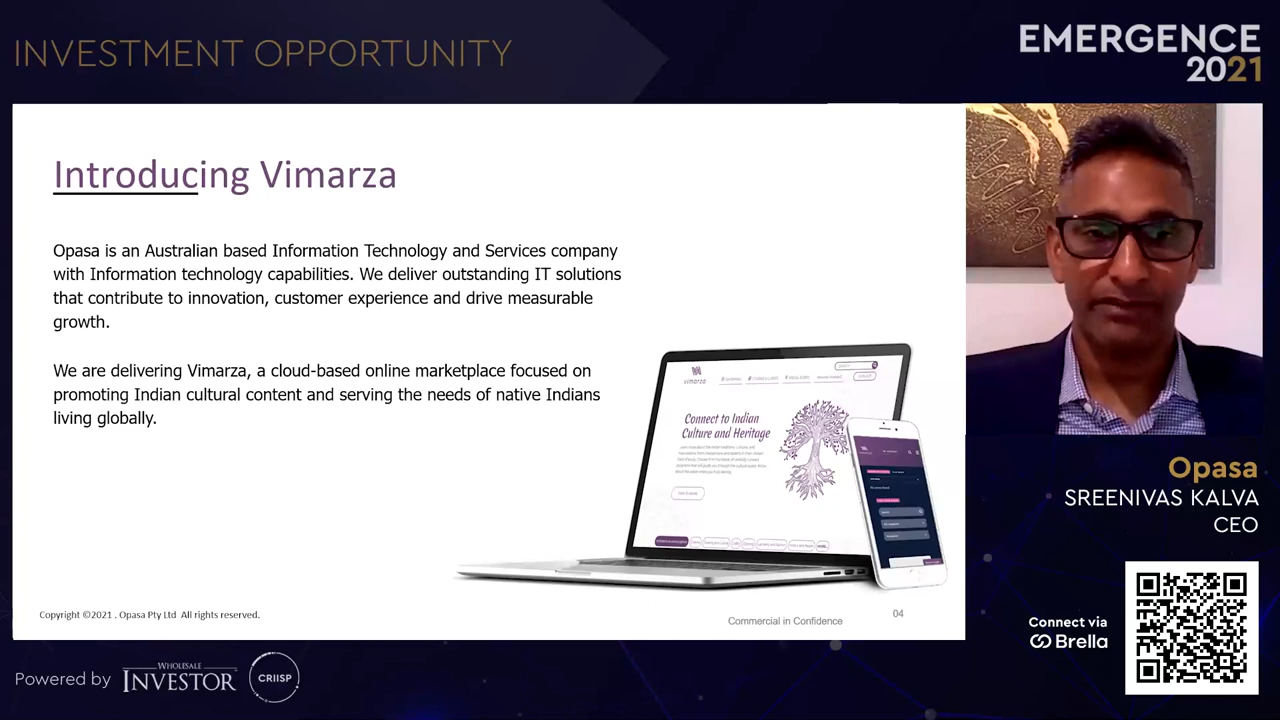 INVESTMENT OPPORTUNITY
EMERGENCE
2021
Introducing Vimarza
Opasa is an Australian based Information Technology and Services company
with Information technology capabilities. We deliver outstanding IT solutions
that contribute to innovation, customer experience and drive measurable
growth.
We are delivering Vimarza, a cloud-based online marketplace focused on
promoting Indian cultural content and serving the needs of native Indians
living globally.
vimarza
Connect to Indian
Culture and Heritage
Copyright ©2021 . Opasa Pty Ltd All rights reserved.
Commercial in Confidence
04
Opasa
SREENIVAS KALVA
CEO
Connect via
Brella
Powered by
WHOLESALE
INVESTOR
CRIISP